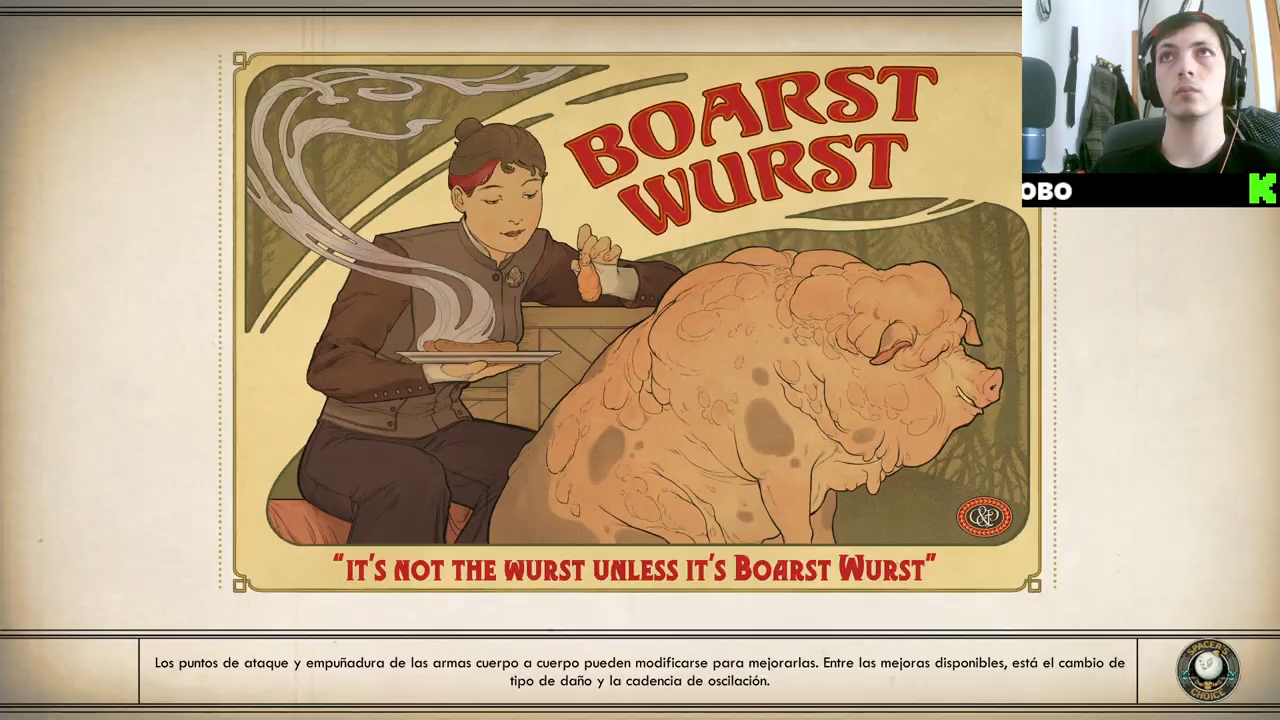 BOARST
WURST
OBO
K
C&P
"IT'S NOT THE WURST UNLESS IT'S BOARST WURST"
Los puntos de ataque y empuñadura de las armas cuerpo a cuerpo pueden modificarse para mejorarlas. Entre las mejoras disponibles, está el cambio de
tipo de daño y la cadencia de oscilación.
SPACER'S
CHOICE